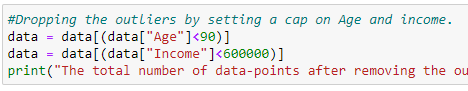 #Dropping the outliers by setting a cap on Age and income.
data = data[(data["Age"]<90)]
data = data[(data["Income"]<600000)]
print("The total number of data-points after removing the ou